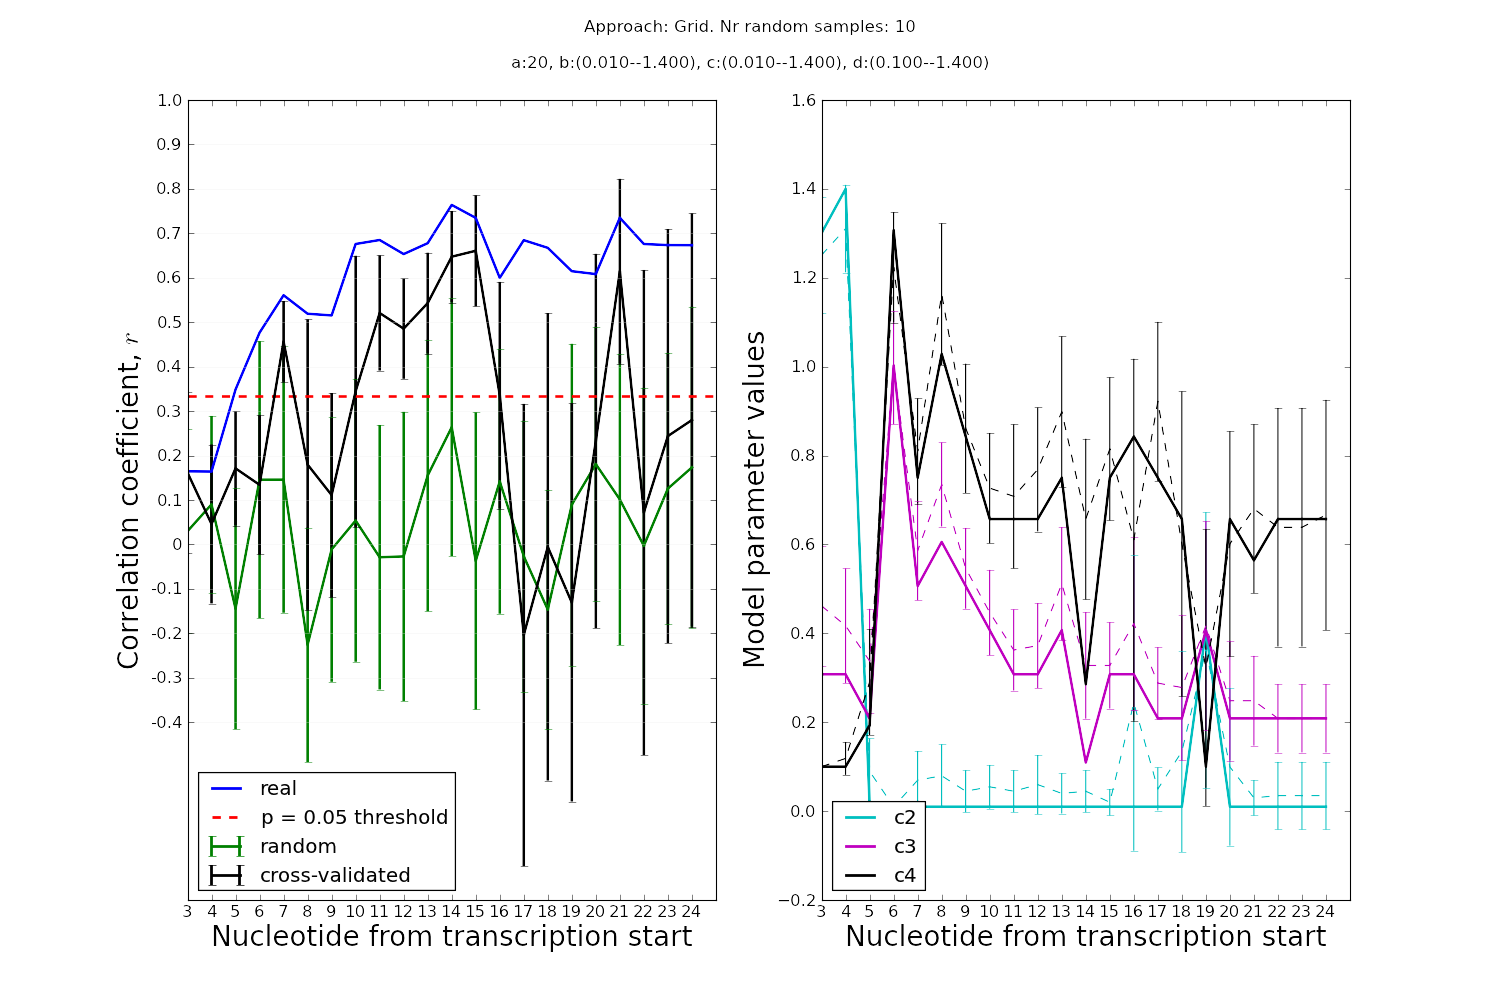 Approach: Grid. Nr random samples: 10
a:20, b:(0.010--1.400), c:(0.010--1.400), d:(0.100--1.400)
Correlation coefficient, r
1.0
0.9
0.8
0.7
0.6
0.5
0.4
0.3
0.2
0.1
0
-0.1
-0.2
-0.3
-0.4
real
p = 0.05 threshold
random
cross-validated
3 4 5 6 7 8 9 10 11 12 13 14 15 16 17 18 19 20 21 22 23 24
Nucleotide from transcription start
Model parameter values
1.6
1.4
1.2
1.0
0.8
0.6
0.4
0.2
0.0
−0.2
c2
c3
c4
3 4 5 6 7 8 9 10 11 12 13 14 15 16 17 18 19 20 21 22 23 24
Nucleotide from transcription start